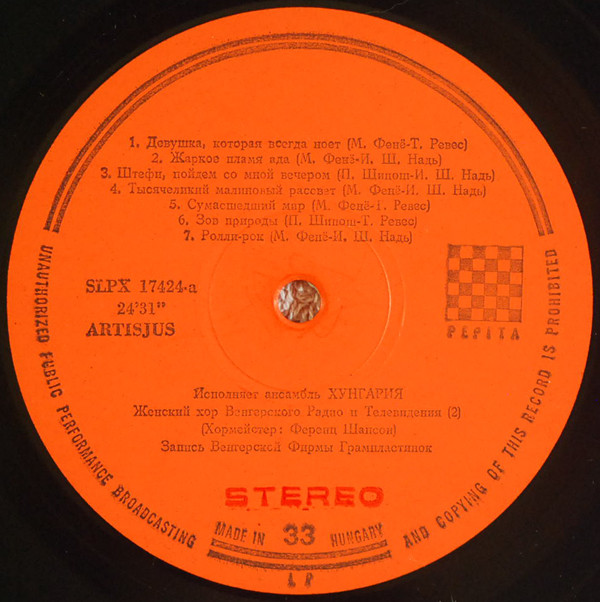 1. Девушка, которая всегда ноет (М. Фенё-Т. Ревес)
2. Жаркое пламя ада (М. Фенё-И. Ш. Надь)
3. Штефи, пойдем со мной вечером (П. Шипош-И. Ш. Надь)
4. Тысячеликий малиновый рассвет (М. Фенё-И. Ш. Надь)
5. Сумасшедший мир (М. Фенё-Т. Ревес)
6. Зов природы (П. Шипош-Т. Ревес)
7. Ролли-рок (М. Фенё-И. Ш. Надь)
SLPX 17424-a
24'31"
ARTISJUS
PEPITA
Исполняет ансамбль ХУНГАРИЯ
Женский хор Венгерского Радио и Телевидения (2)
(Хормейстер: Ференц Шапсон)
Запись Венгерской Фирмы Грампластинок
STEREO
MADE IN 33 HUNGARY
LP
UNAUTHORIZED PUBLIC PERFORMANCE BROADCASTING AND COPYING OF THIS RECORD IS PROHIBITED